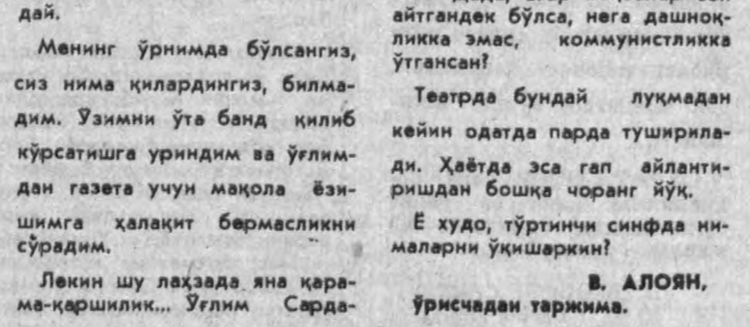 дай.
Менинг ўрнимда бўлсангиз,
сиз нима қилардингиз, билма-
дим. Ўзимни ўта банд қилиб
кўрсатишга уриндим ва ўғлим-
дан газета учун мақола ёзи-
шимга ҳалақит бермасликни
сўрадим.
Лекин шу лаҳзада яна қара-
ма-қаршилик... Ўғлим Сарда-
айтгандек бўлса, нега дашноқ-
ликка эмас, коммунистликка
ўтгансан?
Театрда бундай луқмадан
кейин одатда парда туширила-
ди. Ҳаётда эса гап айланти-
ришдан бошқа чоранг йўқ.
Ё худо, тўртинчи синфда ни-
маларни ўқишаркин?
В. АЛОЯН,
ўрисчадан таржима.